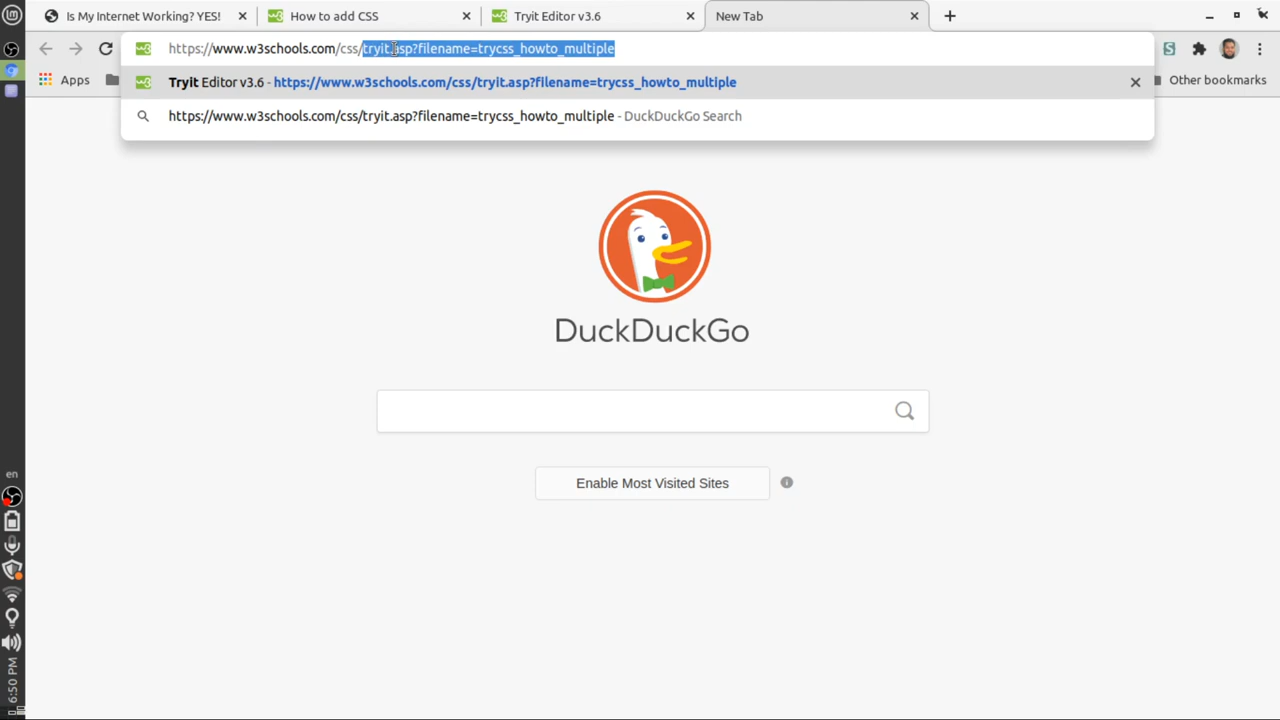 Is My Internet Working? YES!
How to add CSS
Tryit Editor v3.6
New Tab
https://www.w3schools.com/css/tryit.asp?filename=trycss_howto_multiple
Apps
Other bookmarks
Tryit Editor v3.6 - https://www.w3schools.com/css/tryit.asp?filename=trycss_howto_multiple
https://www.w3schools.com/css/tryit.asp?filename=trycss_howto_multiple - DuckDuckGo Search
DuckDuckGo
Enable Most Visited Sites
en
6:50 PM